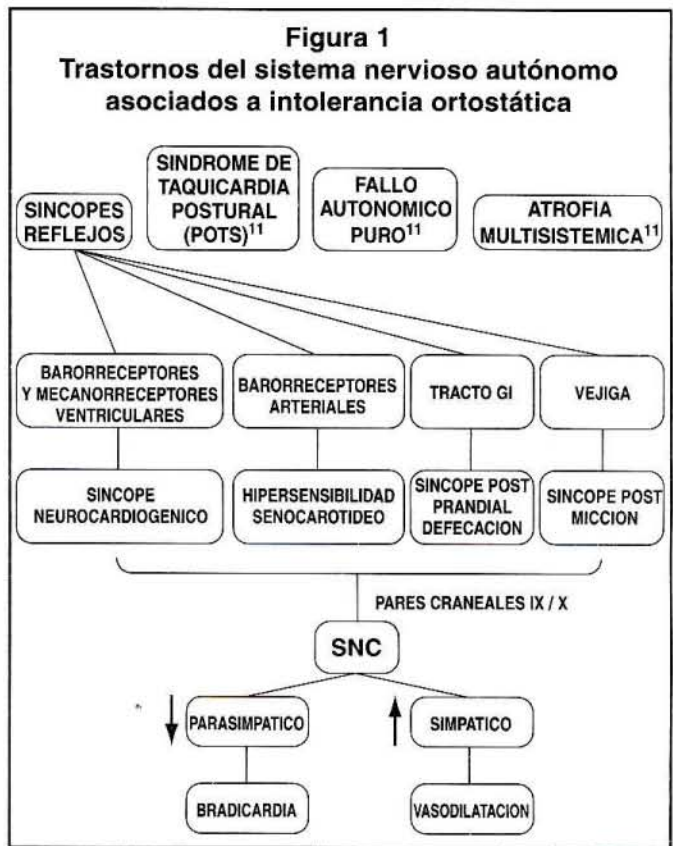 Figura 1
Trastornos del sistema nervioso autónomo
asociados a intolerancia ortostática
SINCOPES
REFLEJOS
SINDROME DE
TAQUICARDIA
POSTURAL
(POTS)11
FALLO
AUTONOMICO
PURO11
ATROFIA
MULTISISTEMICA11
BARORRECEPTORES
Y MECANORRECEPTORES
VENTRICULARES
BARORRECEPTORES
ARTERIALES
TRACTO GI
VEJIGA
SINCOPE
NEUROCARDIOGENICO
HIPERSENSIBILIDAD
SENOCAROTIDEO
SINCOPE POST
PRANDIAL
DEFECACION
SINCOPE POST
MICCION
PARES CRANEALES IX / X
SNC
PARASIMPATICO
SIMPATICO
BRADICARDIA
VASODILATACION